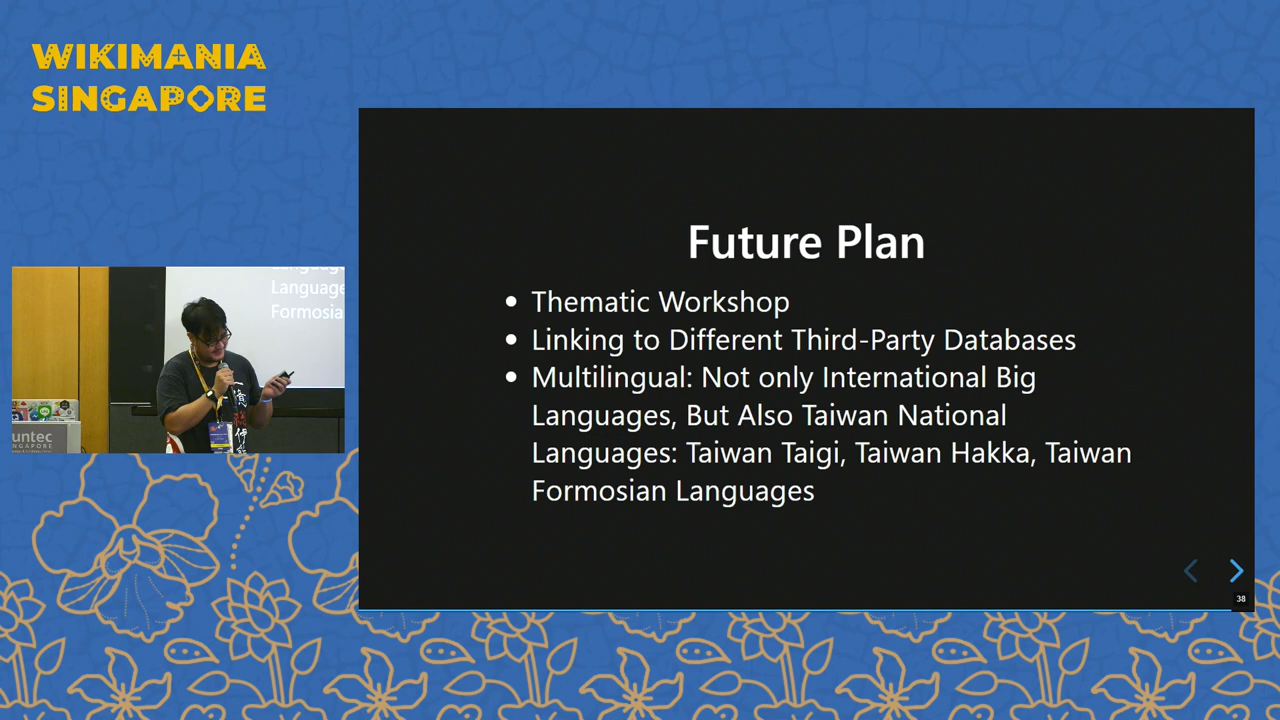 WIKIMANIA
SINGAPORE
Future Plan
Thematic Workshop
Linking to Different Third-Party Databases
Multilingual: Not only International Big
Languages, But Also Taiwan National
Languages: Taiwan Taigi, Taiwan Hakka, Taiwan
Formosian Languages
38
Language
Formosia
untec
SINGAPORE